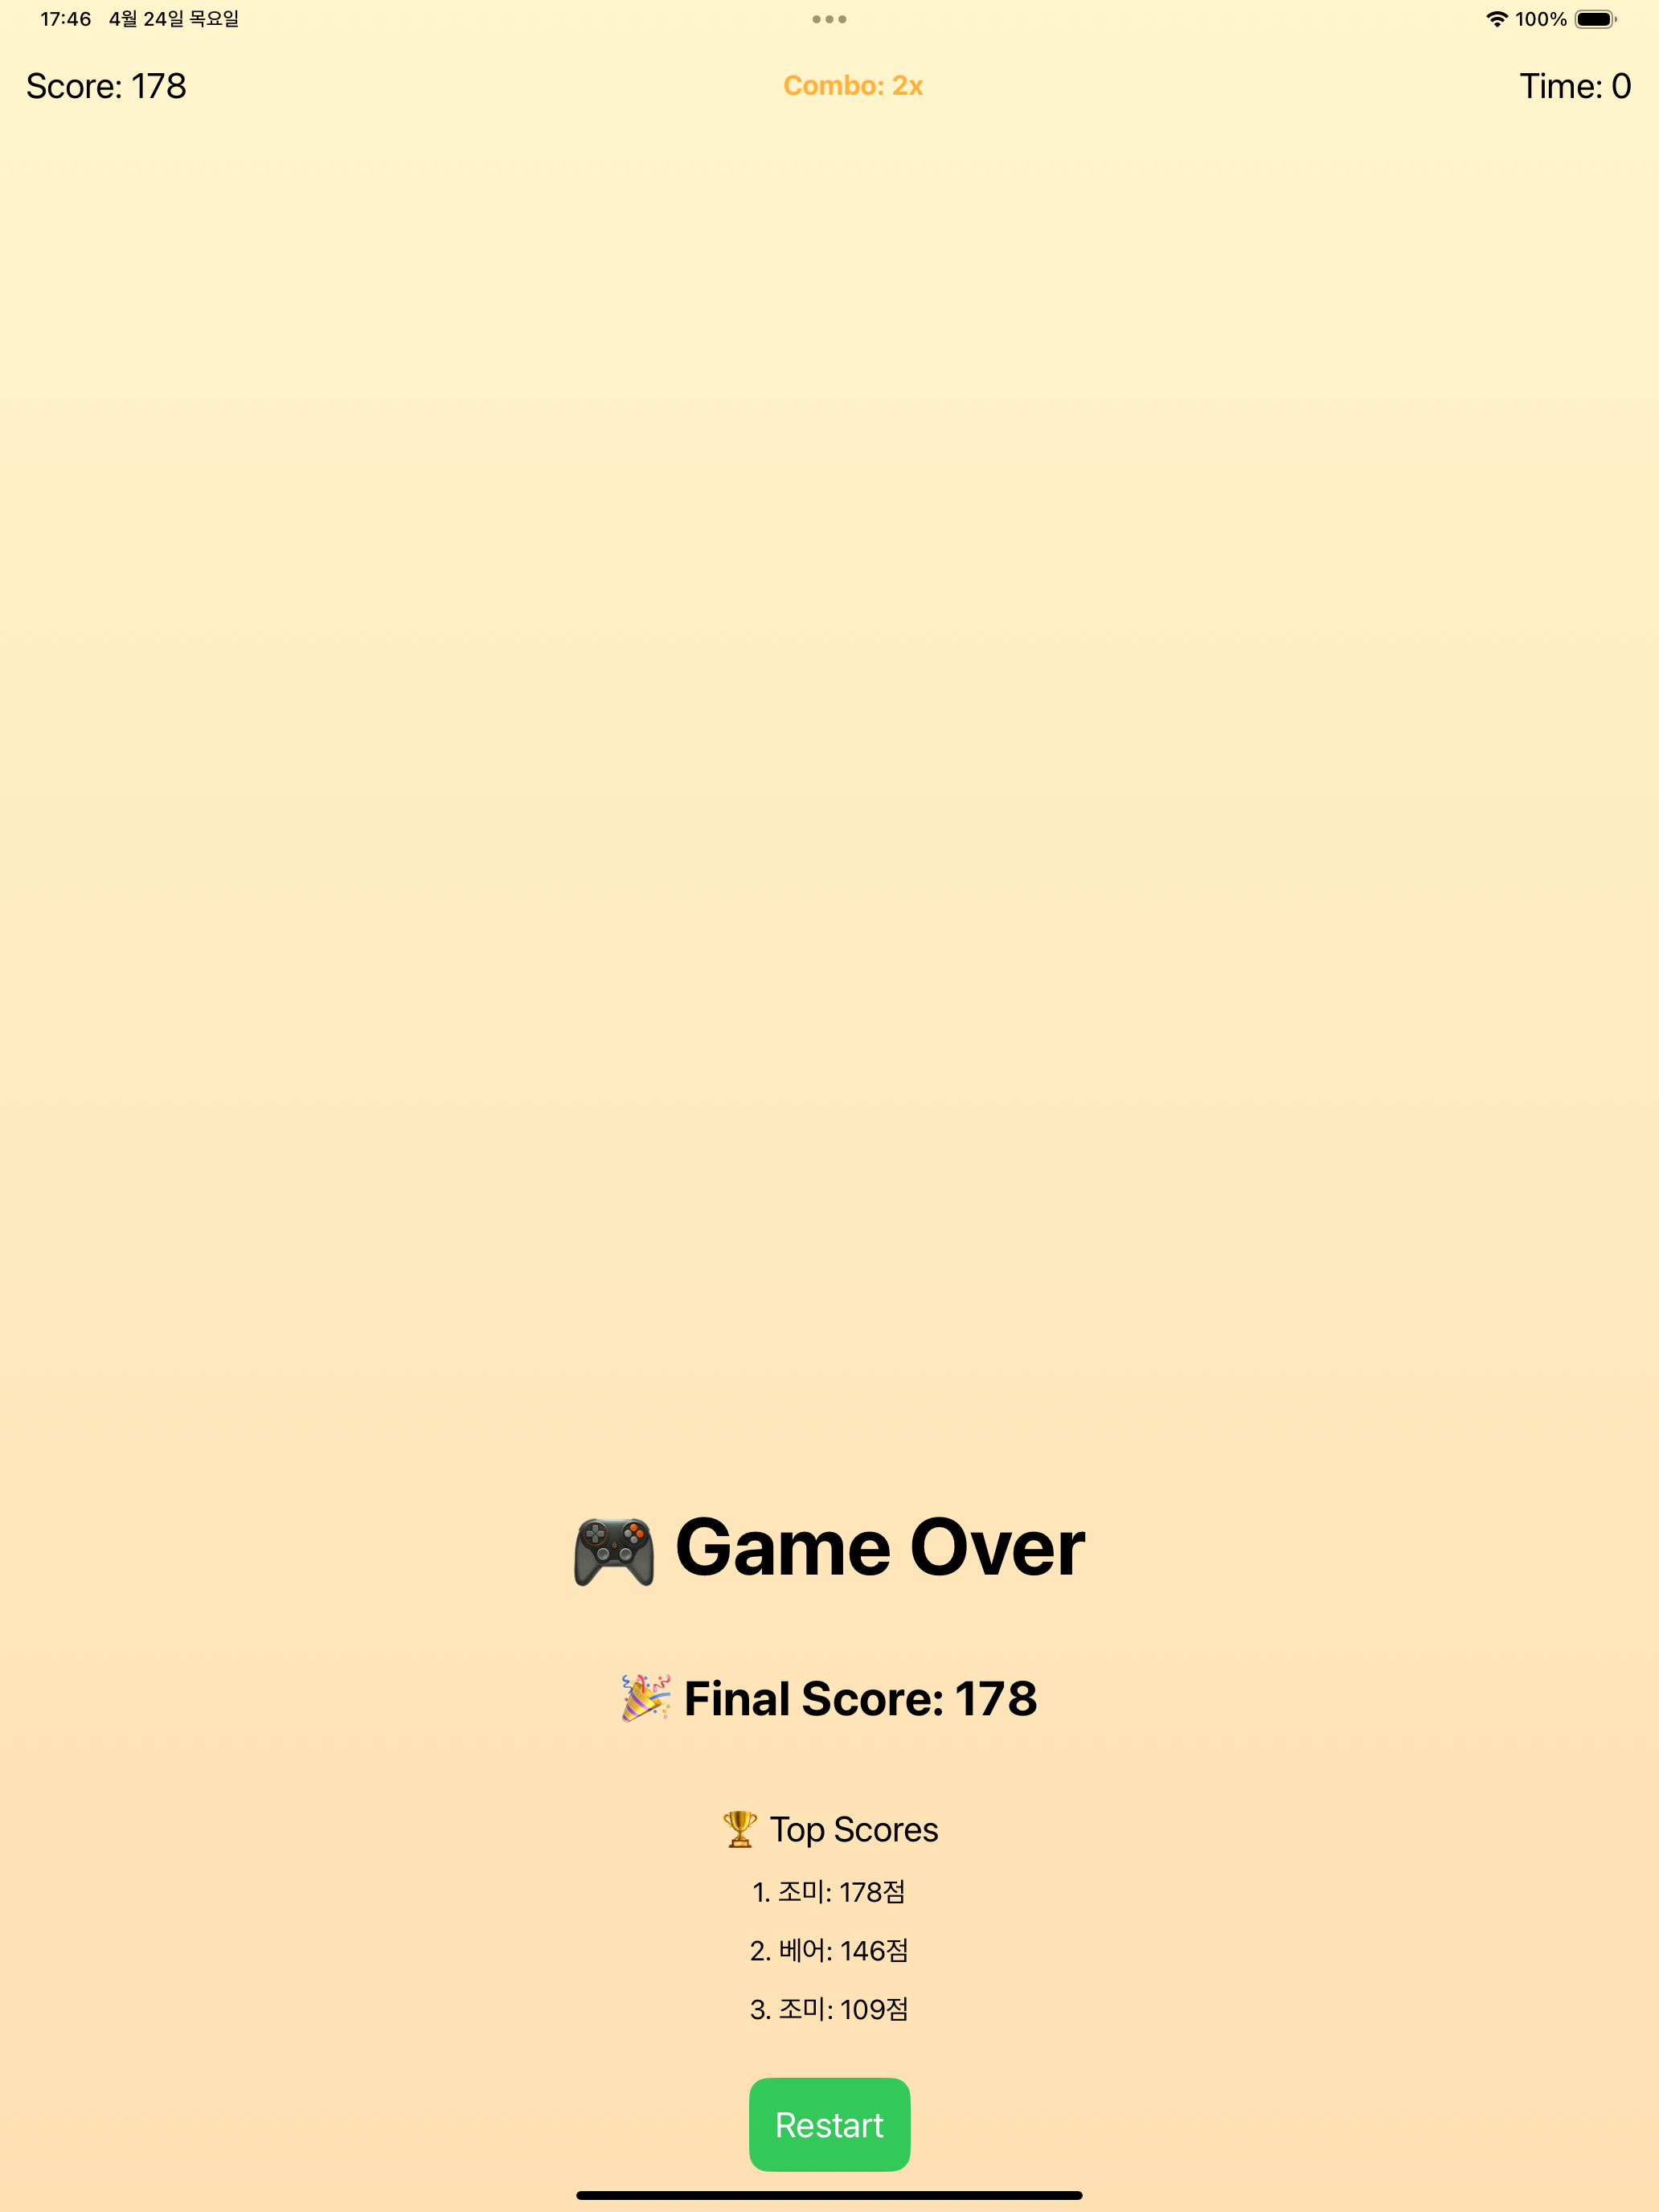 17:46 4월 24일 목요일
100%
Score: 178
Combo: 2x
Time: 0
🎮 Game Over
🎉 Final Score: 178
🏆 Top Scores
1. 조미: 178점
2. 베어: 146점
3. 조미: 109점
Restart